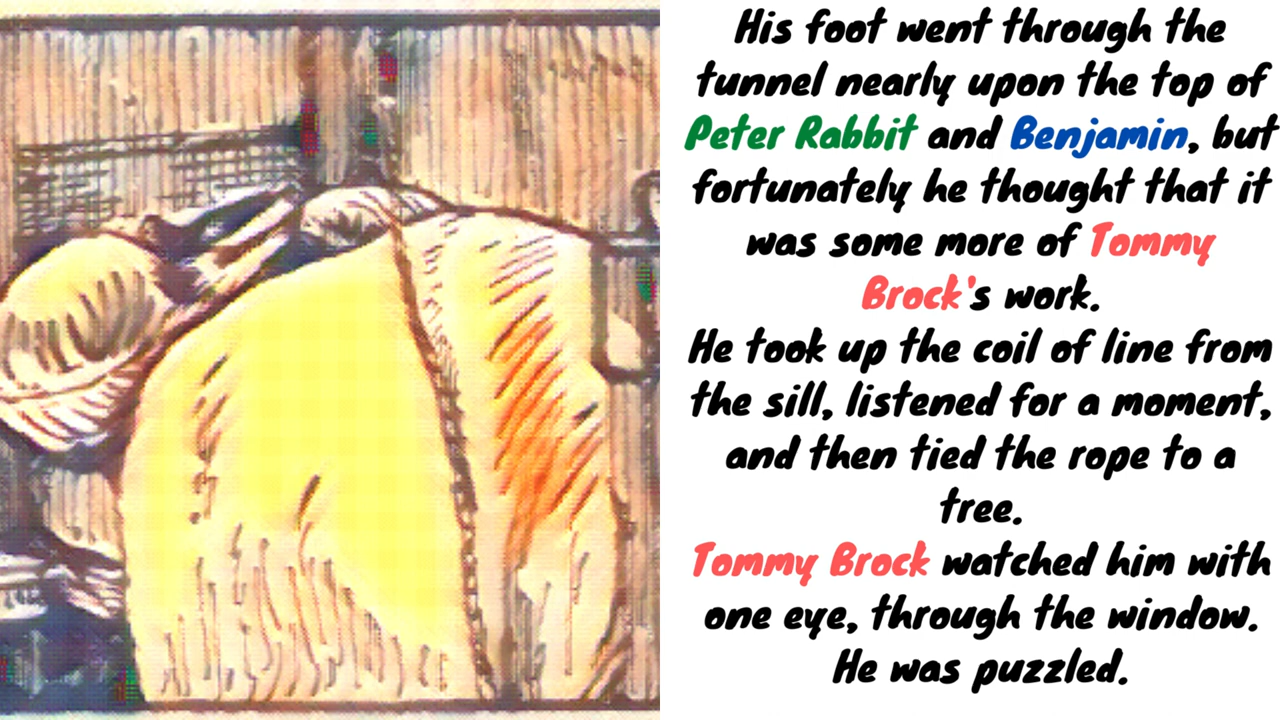 His foot went through the
tunnel nearly upon the top of
Peter Rabbit and Benjamin, but
fortunately he thought that it
was some more of Tommy
Brock's work.
He took up the coil of line from
the sill, listened for a moment,
and then tied the rope to a
tree.
Tommy Brock watched him with
one eye, through the window.
He was puzzled.